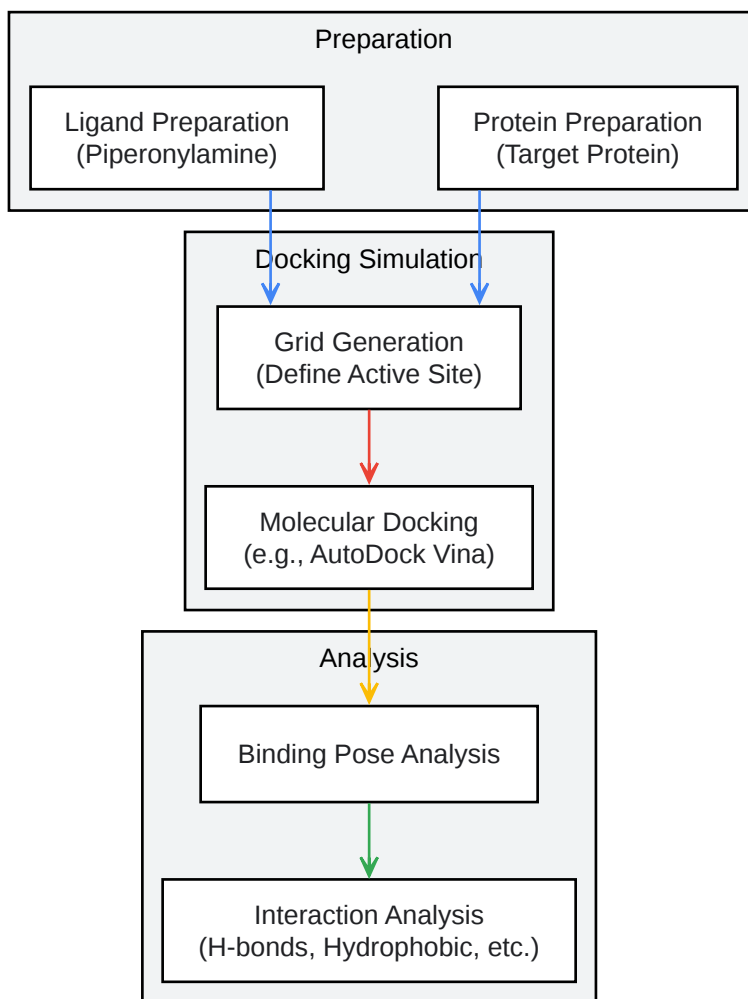 Preparation
Ligand Preparation
(Piperonylamine)
Protein Preparation
(Target Protein)
Docking Simulation
Grid Generation
(Define Active Site)
Molecular Docking
(e.g., AutoDock Vina)
Analysis
Binding Pose Analysis
Interaction Analysis
(H-bonds, Hydrophobic, etc.)